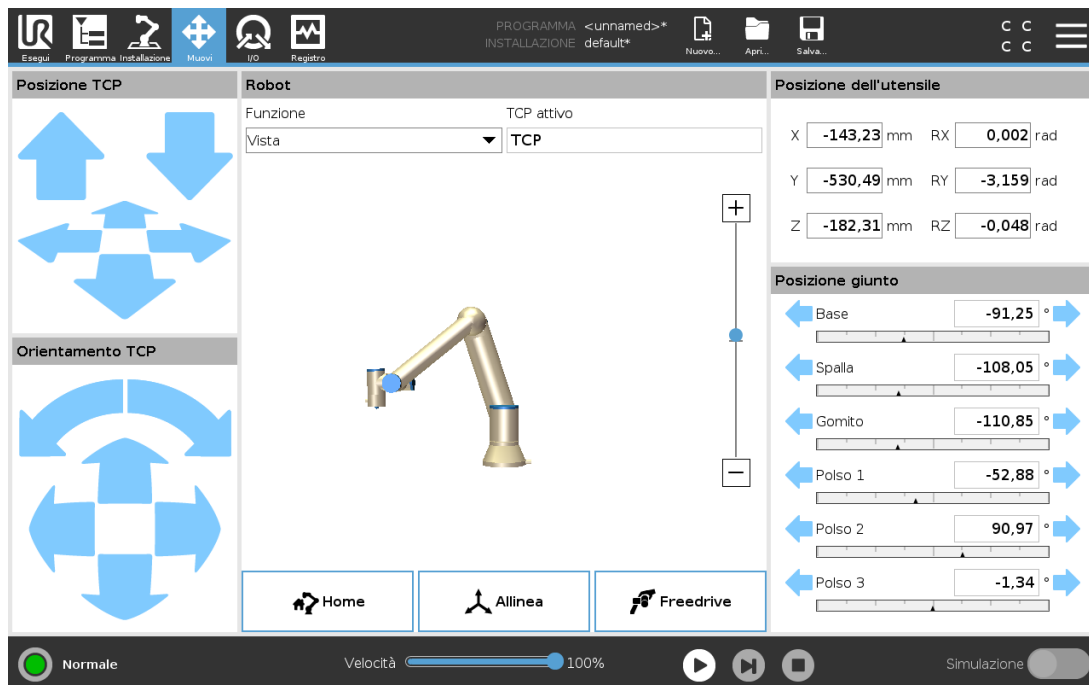 UR
Esegui Programma Installazione Muovi I/O Registro
PROGRAMMA <unnamed>*
INSTALLAZIONE default*
Nuovo... Apri... Salva...
C C
C C
Posizione TCP
Orientamento TCP
Robot
Funzione TCP attivo
Vista TCP
+
−
Home Allinea Freedrive
Posizione dell'utensile
X -143,23 mm RX 0,002 rad
Y -530,49 mm RY -3,159 rad
Z -182,31 mm RZ -0,048 rad
Posizione giunto
Base -91,25 °
Spalla -108,05 °
Gomito -110,85 °
Polso 1 -52,88 °
Polso 2 90,97 °
Polso 3 -1,34 °
Normale Velocità 100% Simulazione